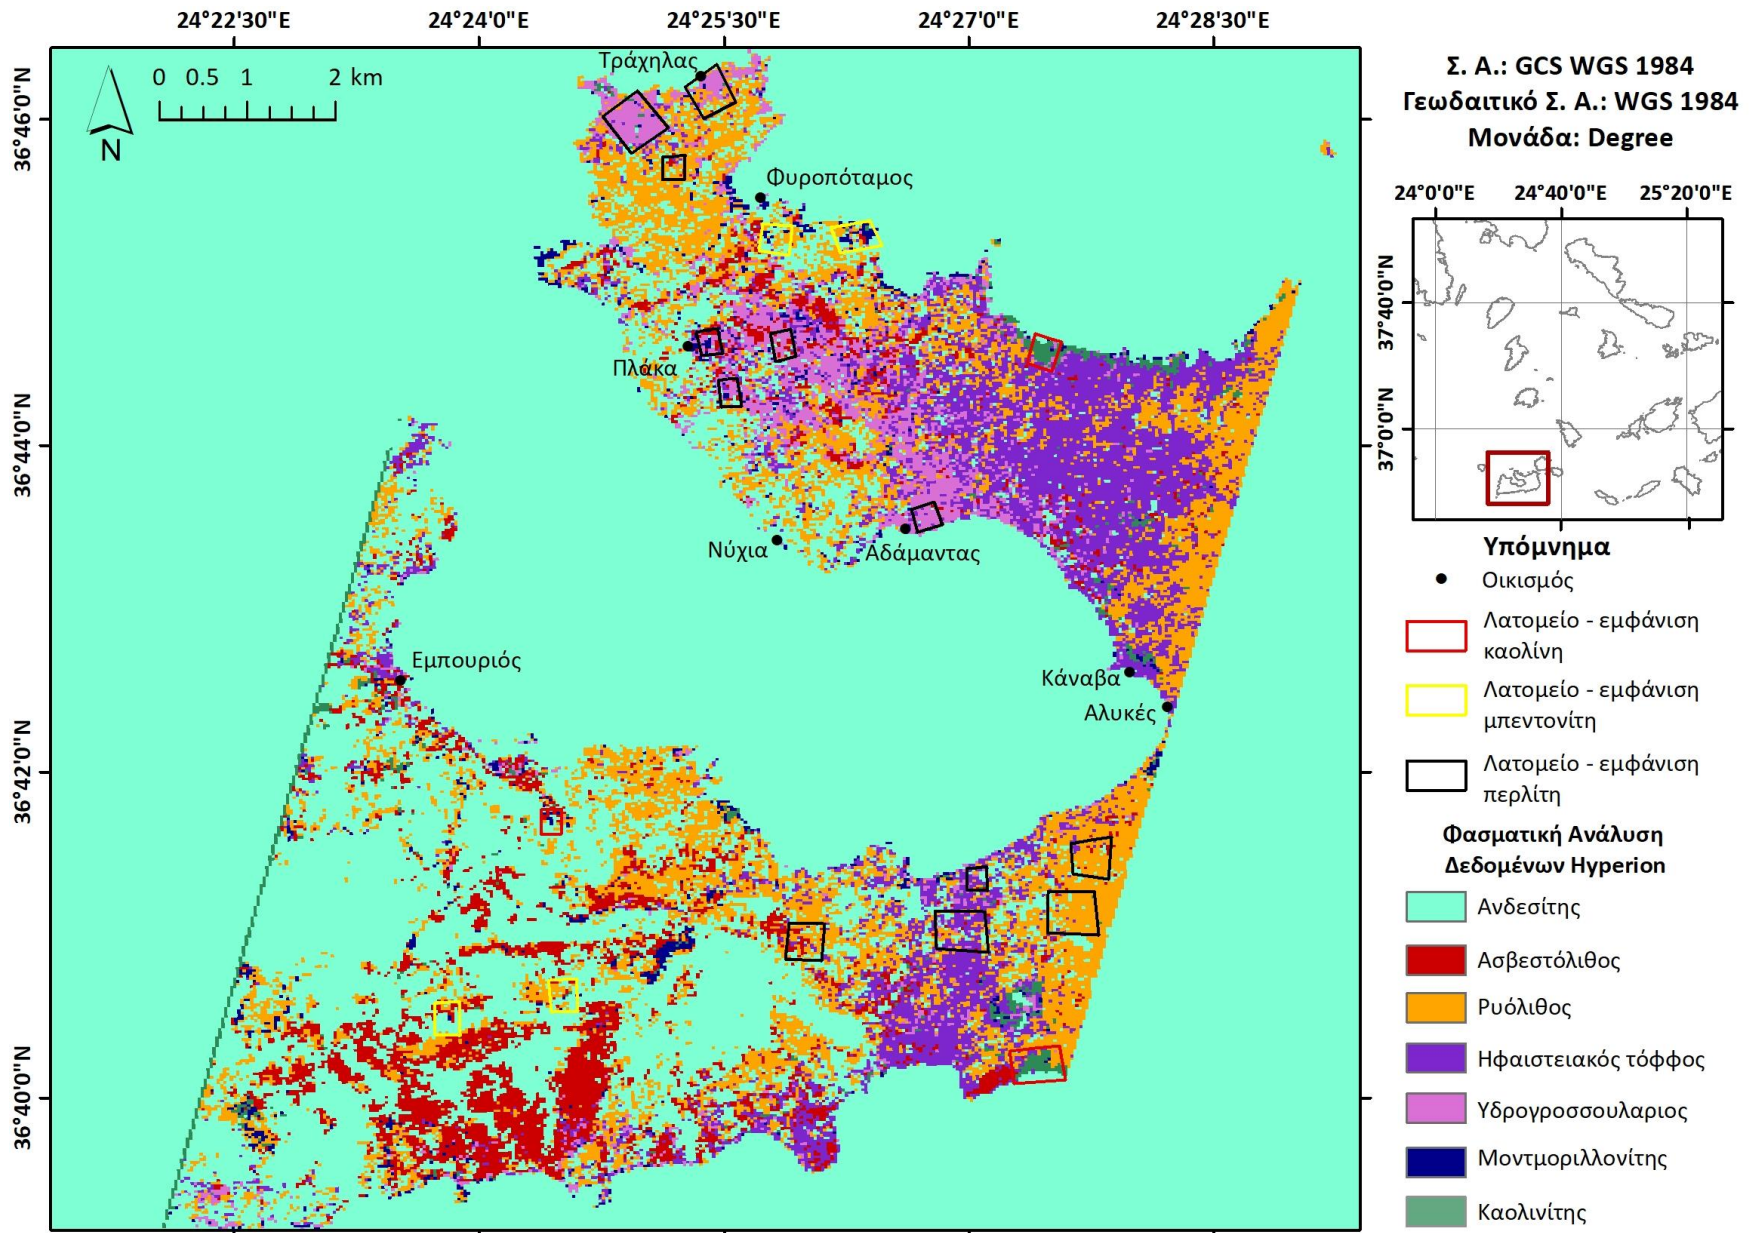 24°22'30"E 24°24'0"E 24°25'30"E 24°27'0"E 24°28'30"E
36°46'0"N
36°44'0"N
36°42'0"N
36°40'0"N
0 0.5 1 2 km
N
Τράχηλας
Φυροπόταμος
Πλάκα
Νύχια
Αδάμαντας
Εμπουριός
Κάναβα
Αλυκές
Σ. Α.: GCS WGS 1984
Γεωδαιτικό Σ. Α.: WGS 1984
Μονάδα: Degree
24°0'0"E 24°40'0"E 25°20'0"E
37°40'0"N
37°0'0"N
Υπόμνημα
Οικισμός
Λατομείο - εμφάνιση
καολίνη
Λατομείο - εμφάνιση
μπεντονίτη
Λατομείο - εμφάνιση
περλίτη
Φασματική Ανάλυση
Δεδομένων Hyperion
Ανδεσίτης
Ασβεστόλιθος
Ρυόλιθος
Ηφαιστειακός τόφφος
Υδρογροσσουλαριος
Μοντμοριλλονίτης
Καολινίτης